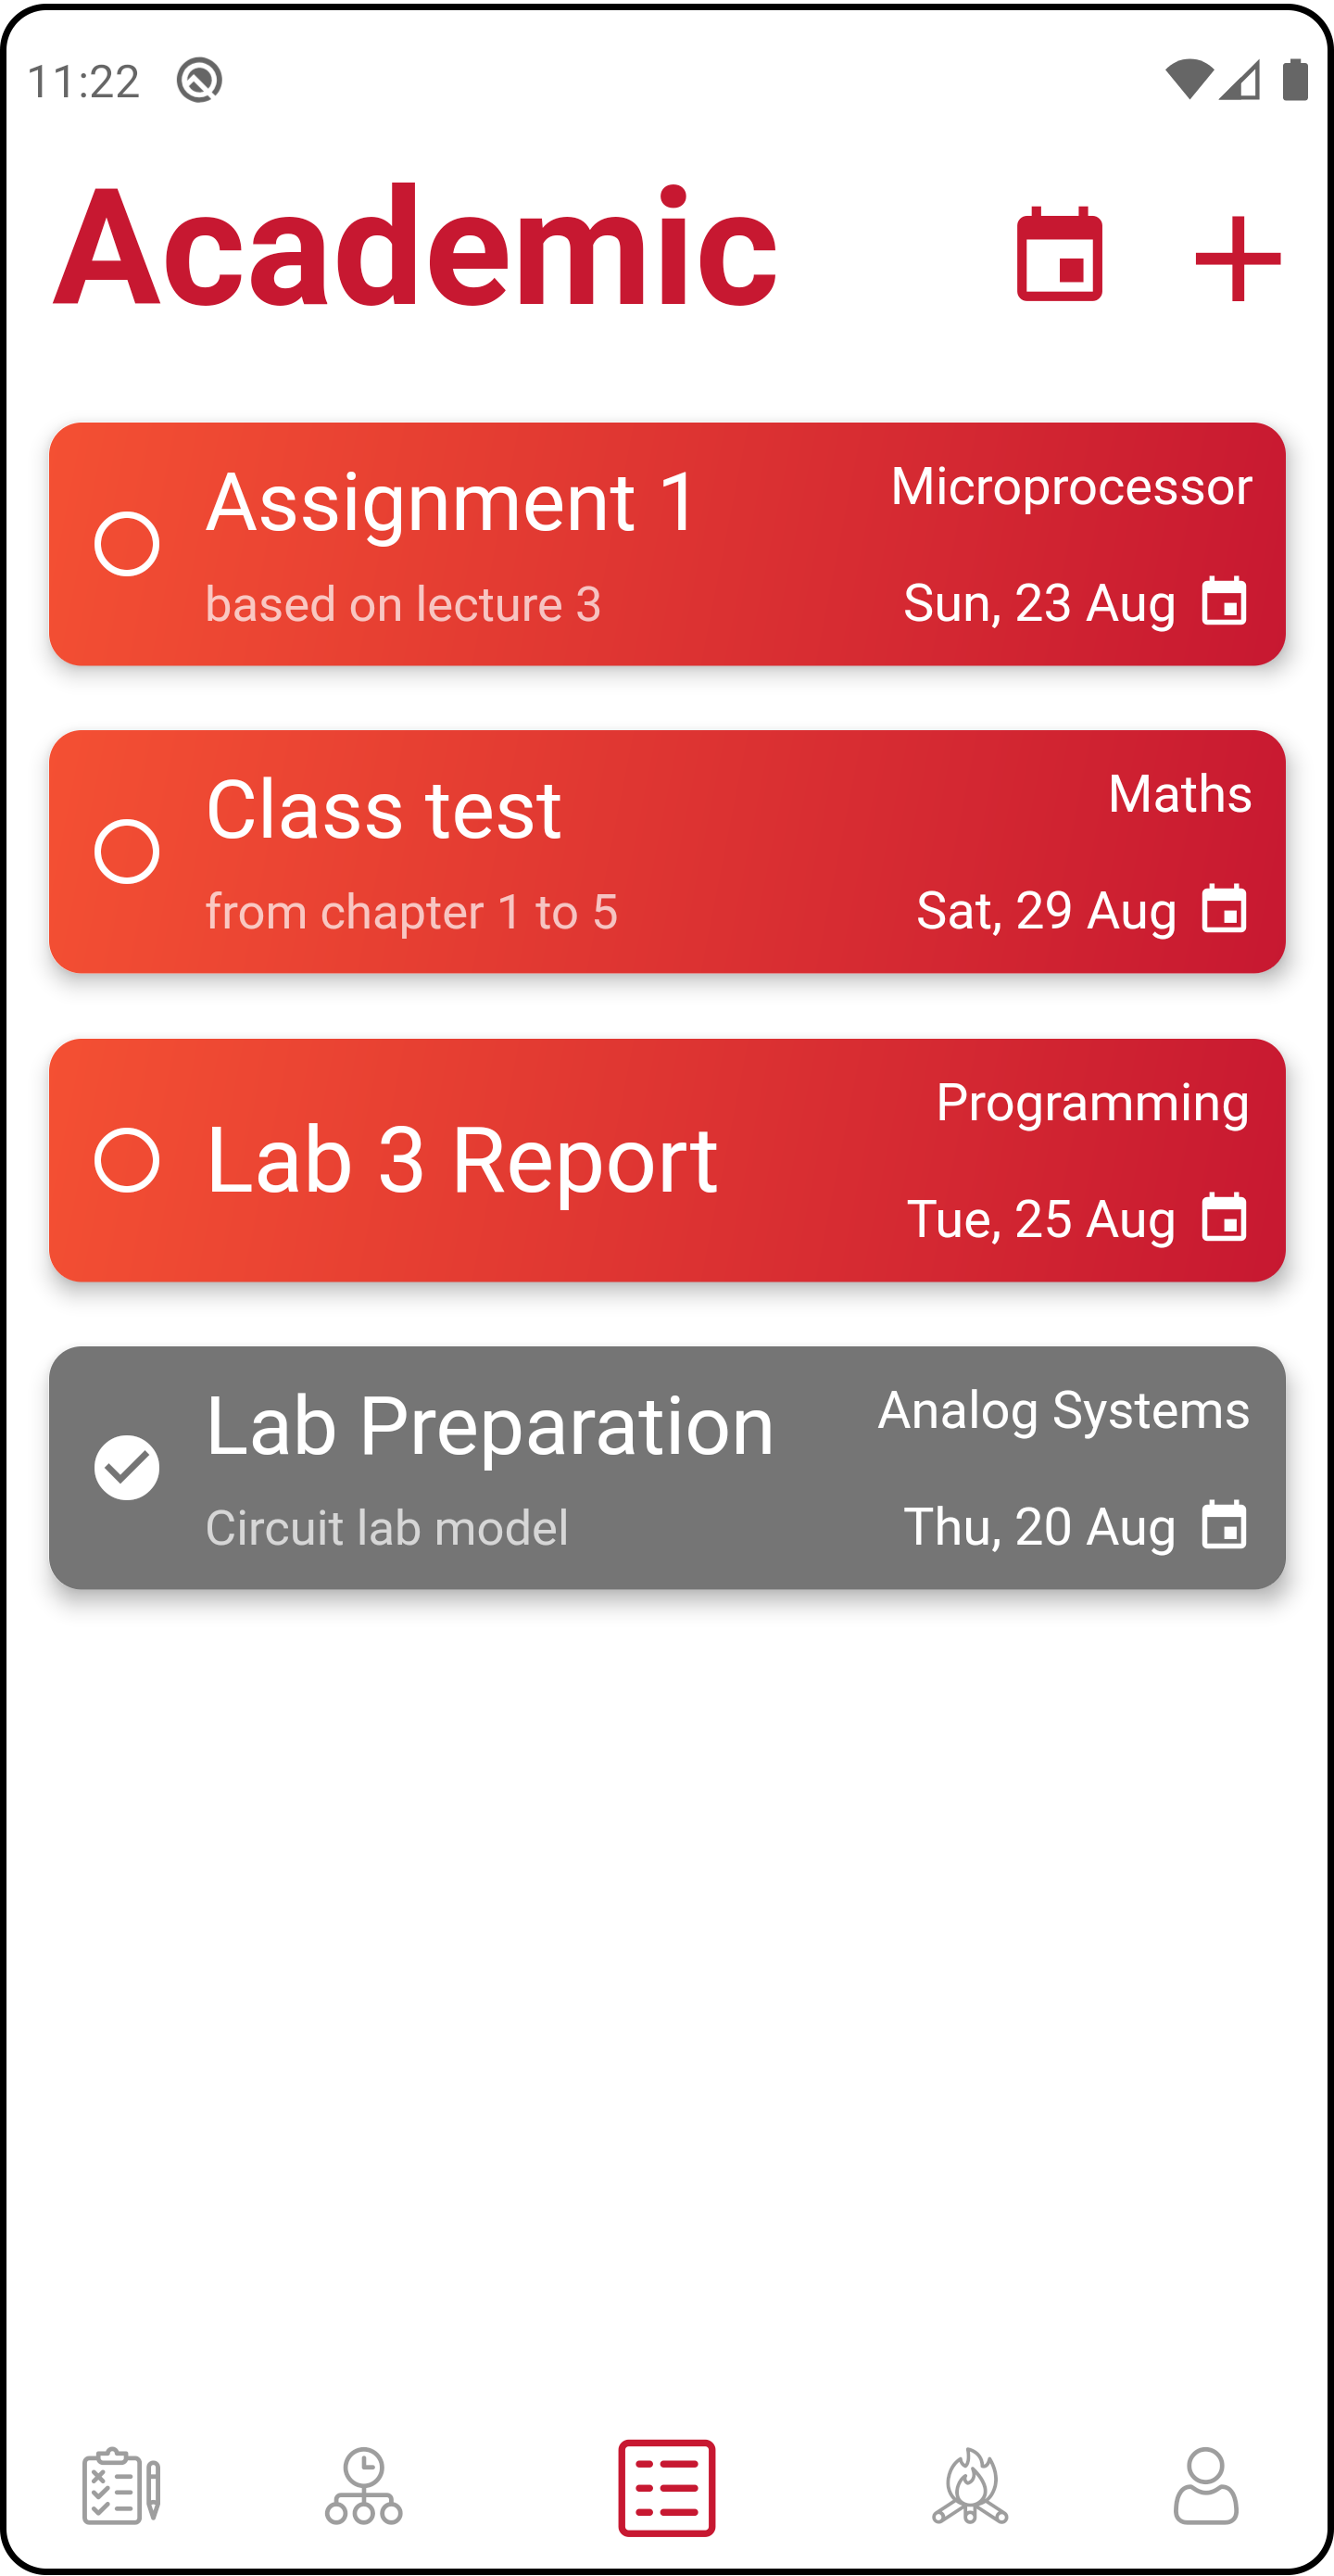 11:22
Academic
Assignment 1
Microprocessor
based on lecture 3
Sun, 23 Aug
Class test
Maths
from chapter 1 to 5
Sat, 29 Aug
Lab 3 Report
Programming
Tue, 25 Aug
Lab Preparation
Analog Systems
Circuit lab model
Thu, 20 Aug